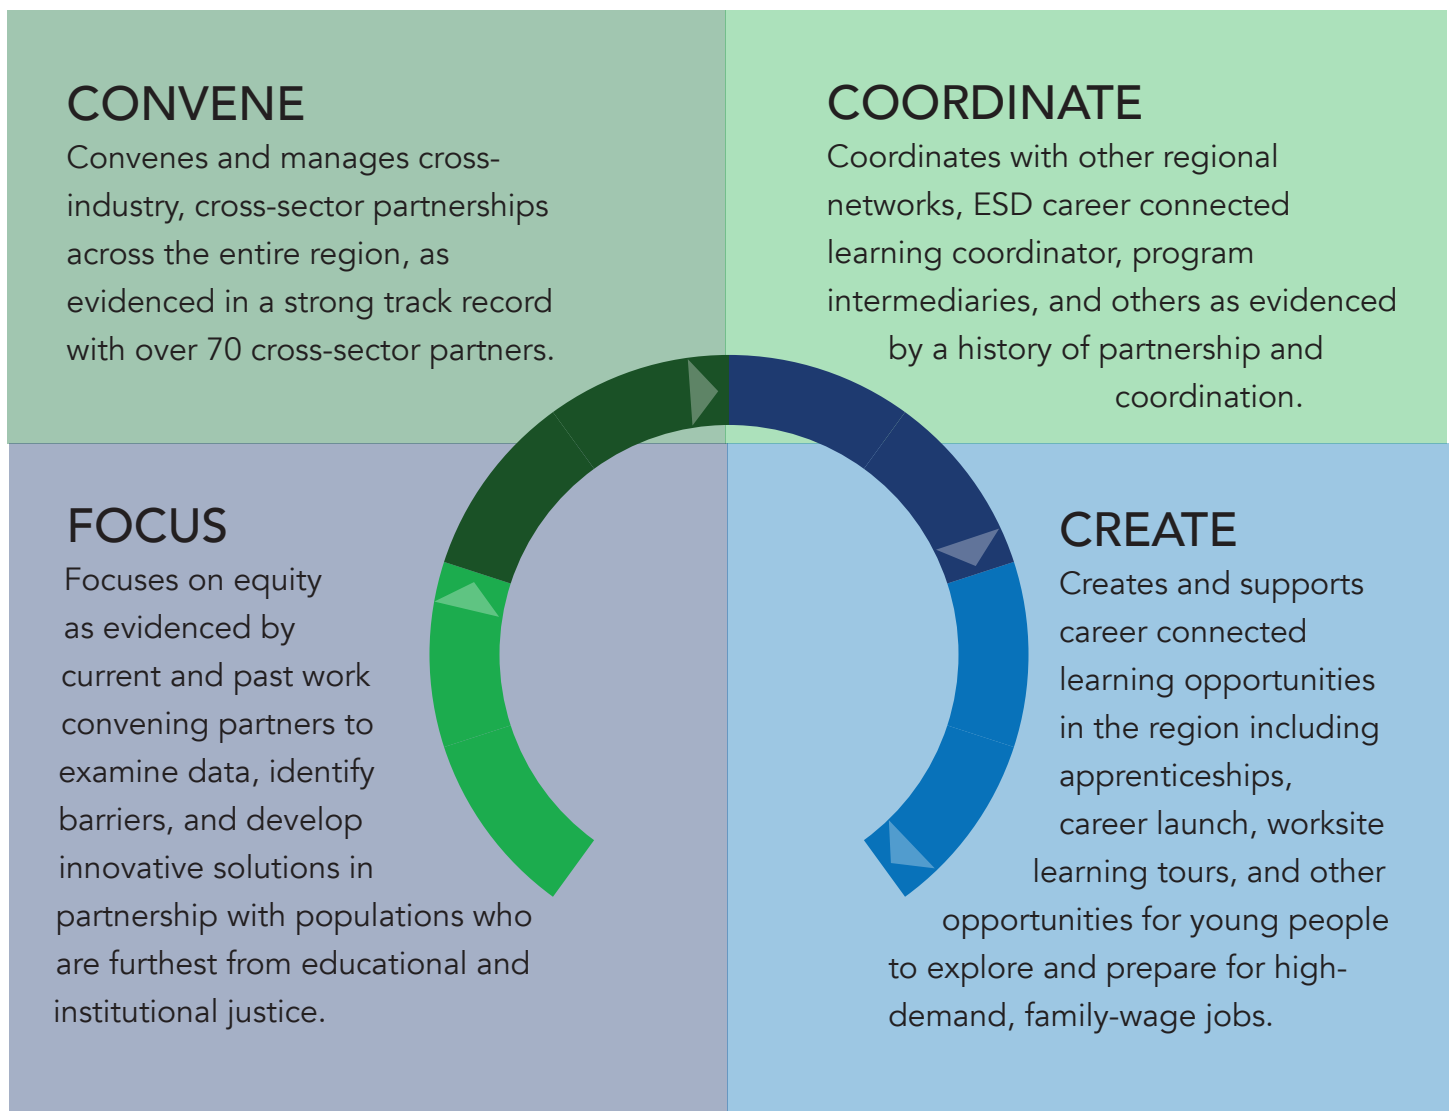 CONVENE
Convenes and manages cross-
industry, cross-sector partnerships
across the entire region, as
evidenced in a strong track record
with over 70 cross-sector partners.
COORDINATE
Coordinates with other regional
networks, ESD career connected
learning coordinator, program
intermediaries, and others as evidenced
by a history of partnership and
coordination.
FOCUS
Focuses on equity
as evidenced by
current and past work
convening partners to
examine data, identify
barriers, and develop
innovative solutions in
partnership with populations who
are furthest from educational and
institutional justice.
CREATE
Creates and supports
career connected
learning opportunities
in the region including
apprenticeships,
career launch, worksite
learning tours, and other
opportunities for young people
to explore and prepare for high-
demand, family-wage jobs.